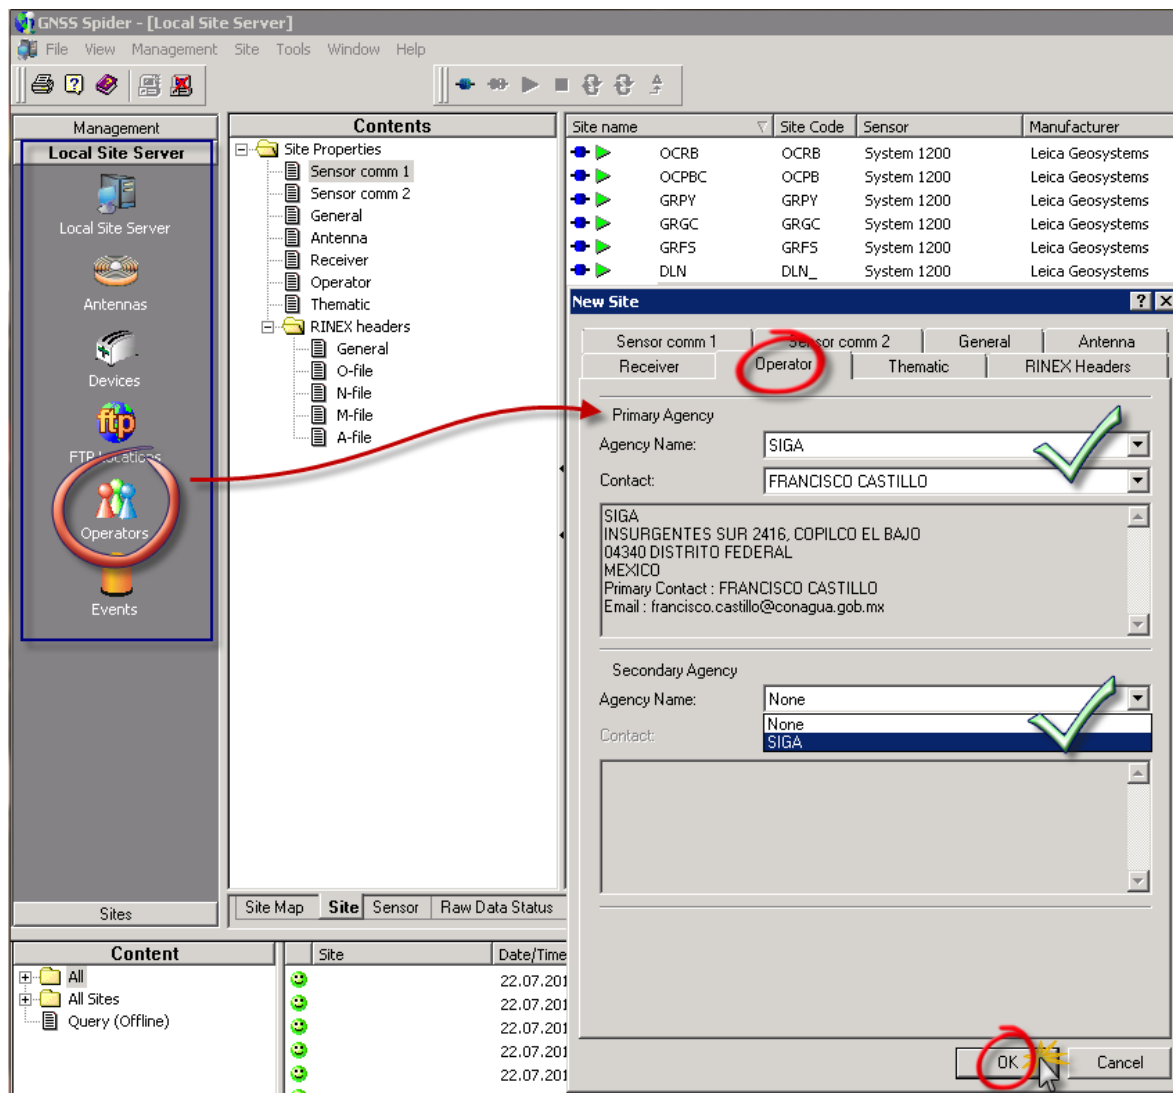 GNSS Spider - [Local Site Server]
File View Management Site Tools Window Help
Management
Local Site Server
Local Site Server
Antennas
Devices
ftp
FTP Locations
Operators
Events
Sites
Contents
Site Properties
Sensor comm 1
Sensor comm 2
General
Antenna
Receiver
Operator
Thematic
RINEX headers
General
O-file
N-file
M-file
A-file
Site Map Site Sensor Raw Data Status
Site name Site Code Sensor Manufacturer
OCRB OCRB System 1200 Leica Geosystems
OCPBC OCPB System 1200 Leica Geosystems
GRPY GRPY System 1200 Leica Geosystems
GRGC GRGC System 1200 Leica Geosystems
GRFS GRFS System 1200 Leica Geosystems
DLN DLN_ System 1200 Leica Geosystems
New Site
Sensor comm 1 Sensor comm 2 General Antenna
Receiver Operator Thematic RINEX Headers
Primary Agency
Agency Name: SIGA
Contact: FRANCISCO CASTILLO
SIGA
INSURGENTES SUR 2416, COPILCO EL BAJO
04340 DISTRITO FEDERAL
MEXICO
Primary Contact : FRANCISCO CASTILLO
Email : francisco.castillo@conagua.gob.mx
Secondary Agency
Agency Name: None
None
SIGA
Contact:
OK Cancel
Content
All
All Sites
Query (Offline)
Site Date/Time
22.07.201
22.07.201
22.07.201
22.07.201
22.07.201